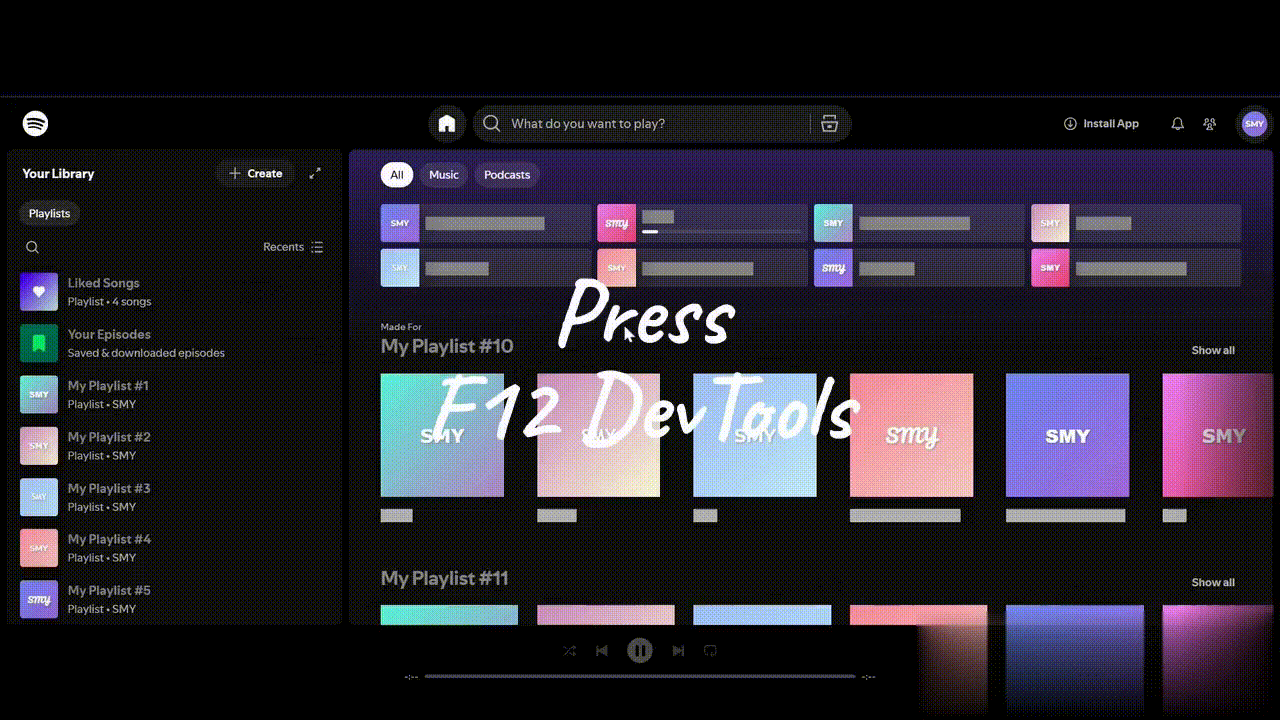 What do you want to play?
Install App
SMY
Your Library
Create
All
Music
Podcasts
Playlists
Recents
SMY
smy
SMY
SMY
SMY
SMY
smy
SMY
Liked Songs
Playlist • 4 songs
Your Episodes
Saved & downloaded episodes
SMY
My Playlist #1
Playlist • SMY
SMY
My Playlist #2
Playlist • SMY
SMY
My Playlist #3
Playlist • SMY
SMY
My Playlist #4
Playlist • SMY
smy
My Playlist #5
Playlist • SMY
Press
F12 DevTools
Made For
My Playlist #10
Show all
SMY
SMY
SMY
smy
SMY
SMY
My Playlist #11
Show all
-:--
-:--